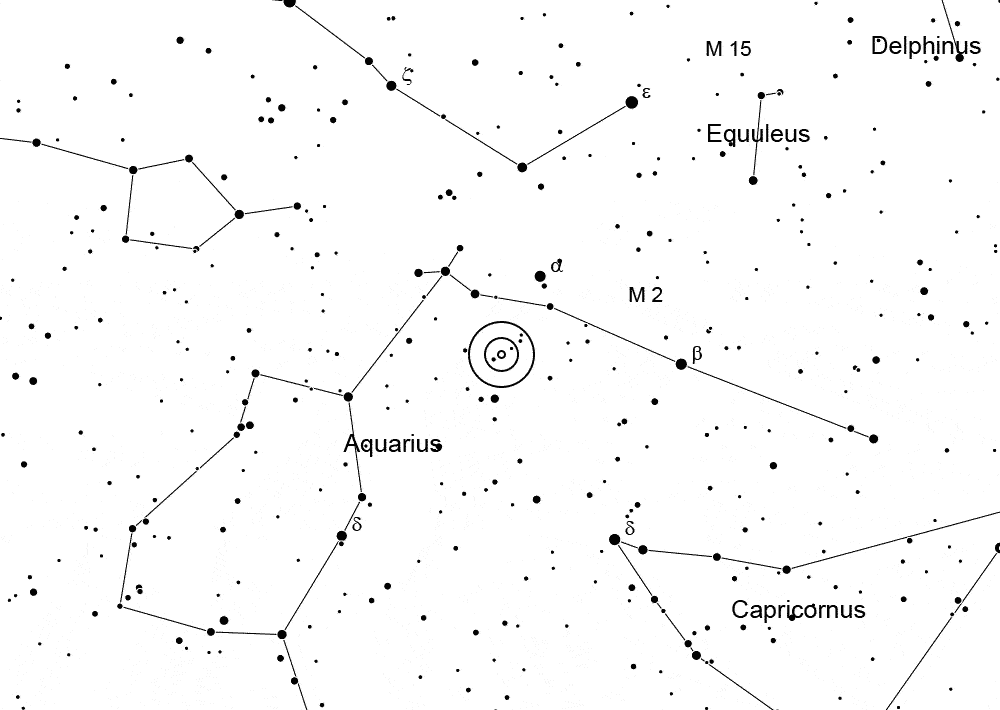 Delphinus
M 15
ζ
ε
Equuleus
α
M 2
β
Aquarius
δ
δ
Capricornus